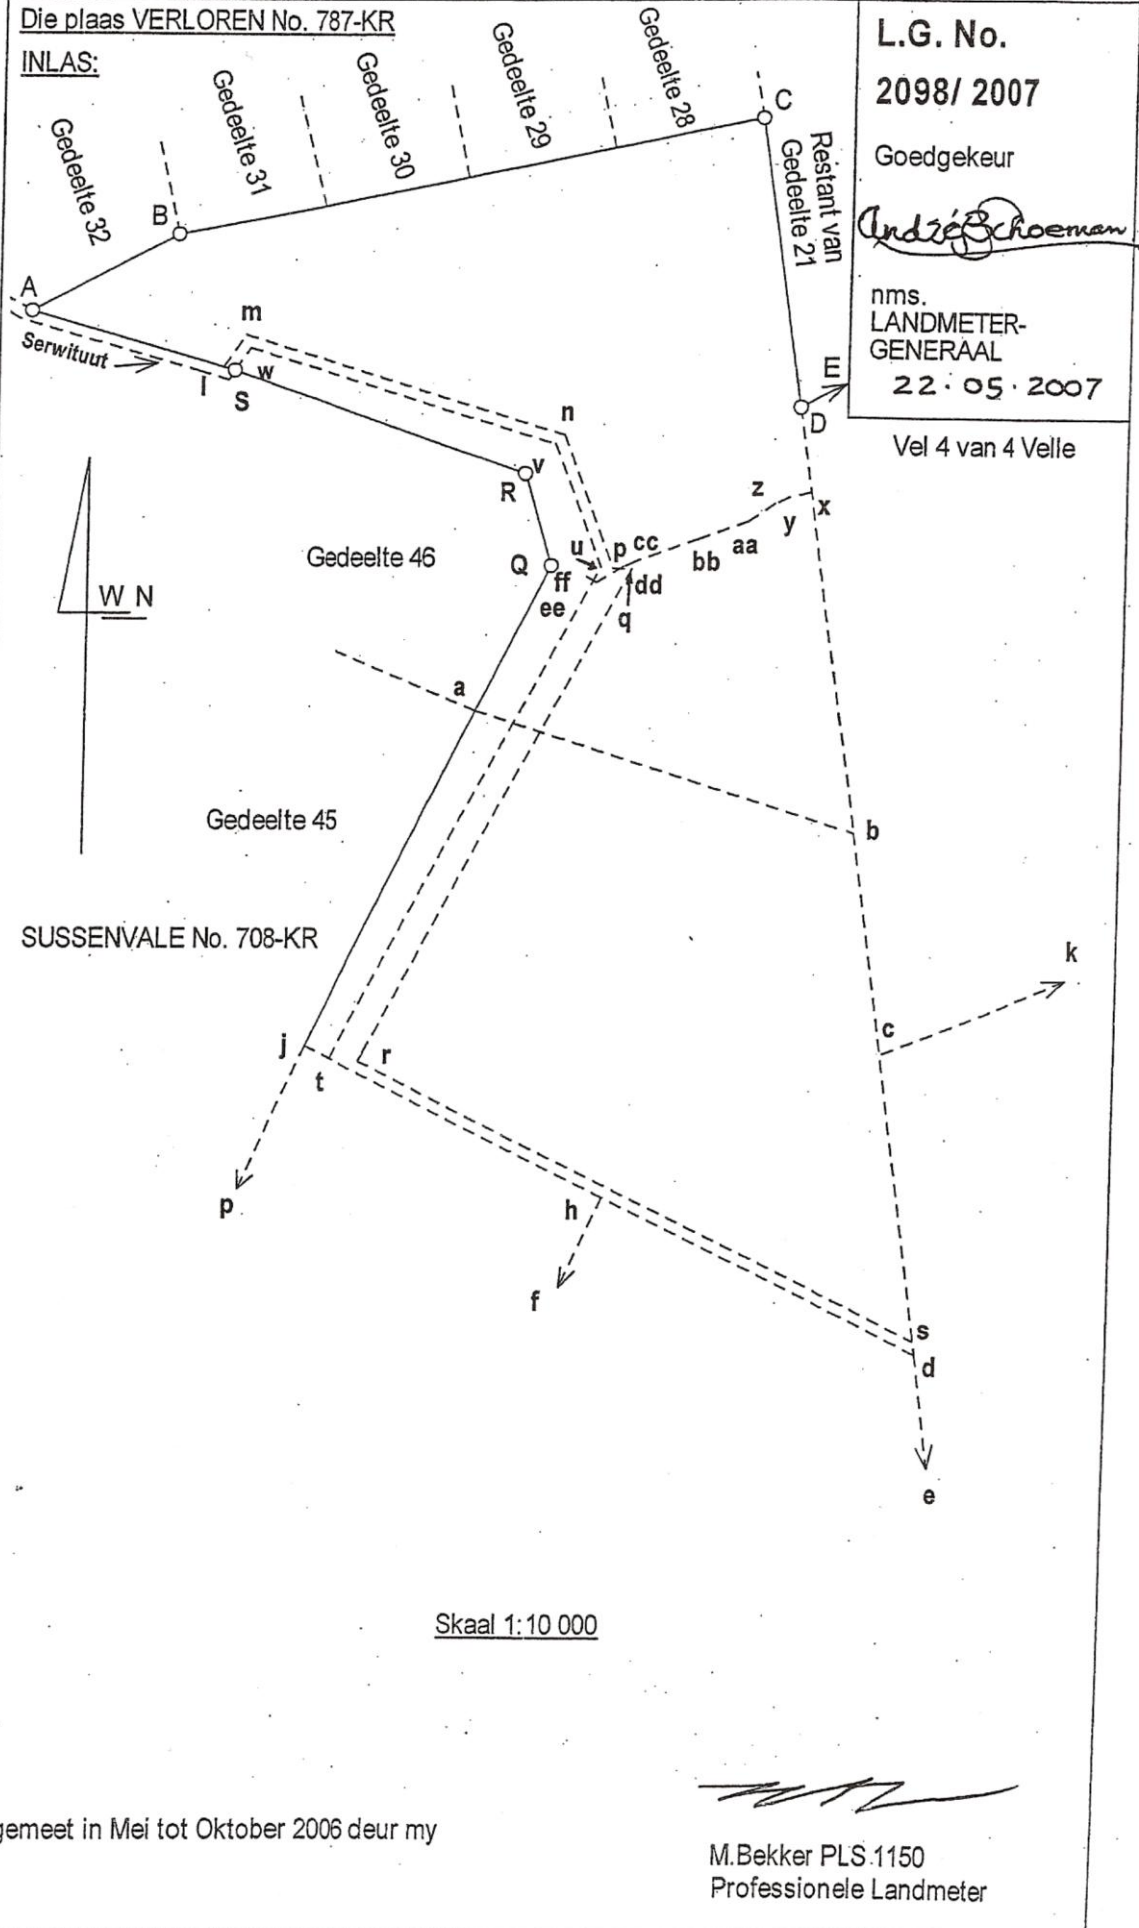 Die plaas VERLOREN No. 787-KR
INLAS:
Gedeelte 32
Gedeelte 31
Gedeelte 30
Gedeelte 29
Gedeelte 28
Restant van
Gedeelte 21
L.G. No.
2098/ 2007
Goedgekeur
André Schoeman
nms.
LANDMETER-
GENERAAL
22.05.2007
Vel 4 van 4 Velle
C
B
A
Serwituut
m
l
S
w
n
E
D
v
R
z
x
y
Gedeelte 46
Q
ff
ee
u
p
cc
dd
q
bb
aa
W N
a
b
Gedeelte 45
SUSSENVALE No. 708-KR
k
c
j
t
r
p
h
f
s
d
e
Skaal 1:10 000
gemeet in Mei tot Oktober 2006 deur my
M.Bekker PLS.1150
Professionele Landmeter